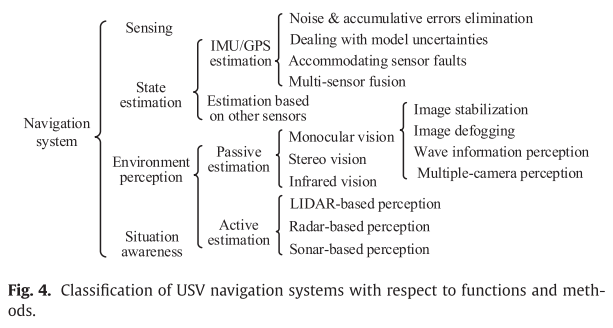 Navigation
system
Sensing
State
estimation
Environment
perception
Situation
awareness
IMU/GPS
estimation
Estimation based
on other sensors
Passive
estimation
Active
estimation
Noise & accumulative errors elimination
Dealing with model uncertainties
Accommodating sensor faults
Multi-sensor fusion
Monocular vision
Stereo vision
Infrared vision
Image stabilization
Image defogging
Wave information perception
Multiple-camera perception
LIDAR-based perception
Radar-based perception
Sonar-based perception
Fig. 4. Classification of USV navigation systems with respect to functions and meth-
ods.